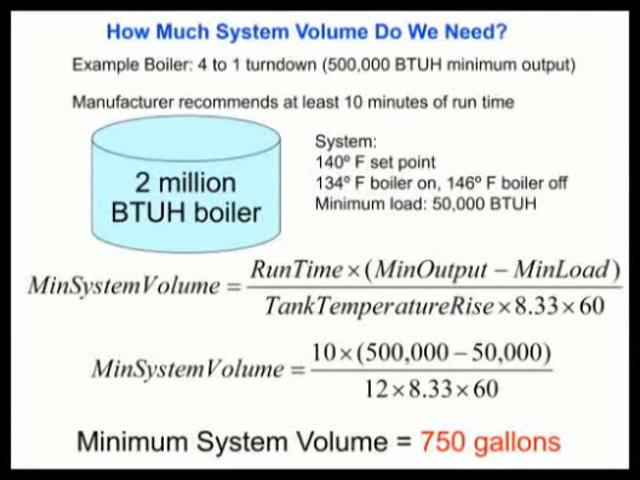 How Much System Volume Do We Need?
Example Boiler: 4 to 1 turndown (500,000 BTUH minimum output)
Manufacturer recommends at least 10 minutes of run time
2 million
BTUH boiler
System:
140º F set point
134º F boiler on, 146º F boiler off
Minimum load: 50,000 BTUH
MinSystemVolume = RunTime × (MinOutput − MinLoad) / TankTemperatureRise × 8.33 × 60
MinSystemVolume = 10 × (500,000 − 50,000) / 12 × 8.33 × 60
Minimum System Volume = 750 gallons